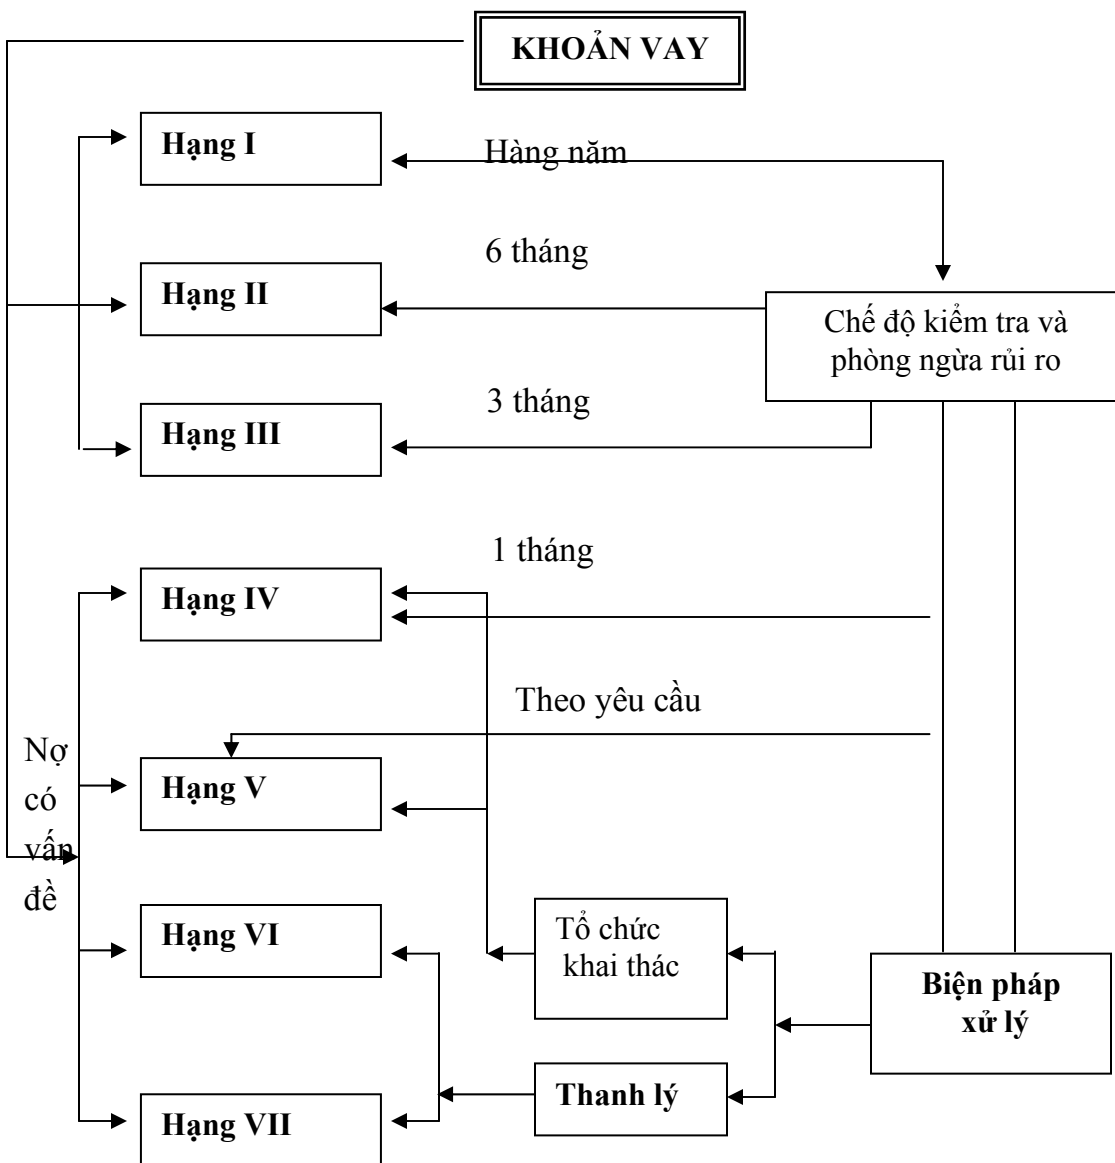 KHOẢN VAY
Hạng I
Hàng năm
6 tháng
Hạng II
Chế độ kiểm tra và
phòng ngừa rủi ro
3 tháng
Hạng III
1 tháng
Hạng IV
Theo yêu cầu
Nợ
có
vấn
đề
Hạng V
Hạng VI
Tổ chức
khai thác
Biện pháp
xử lý
Thanh lý
Hạng VII